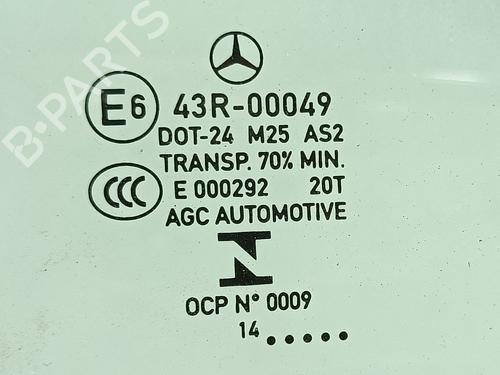 B-PARTS
E6 43R-00049
DOT-24 M25 AS2
TRANSP. 70% MIN.
CCC E 000292 20T
AGC AUTOMOTIVE
OCP N° 0009
14 .....